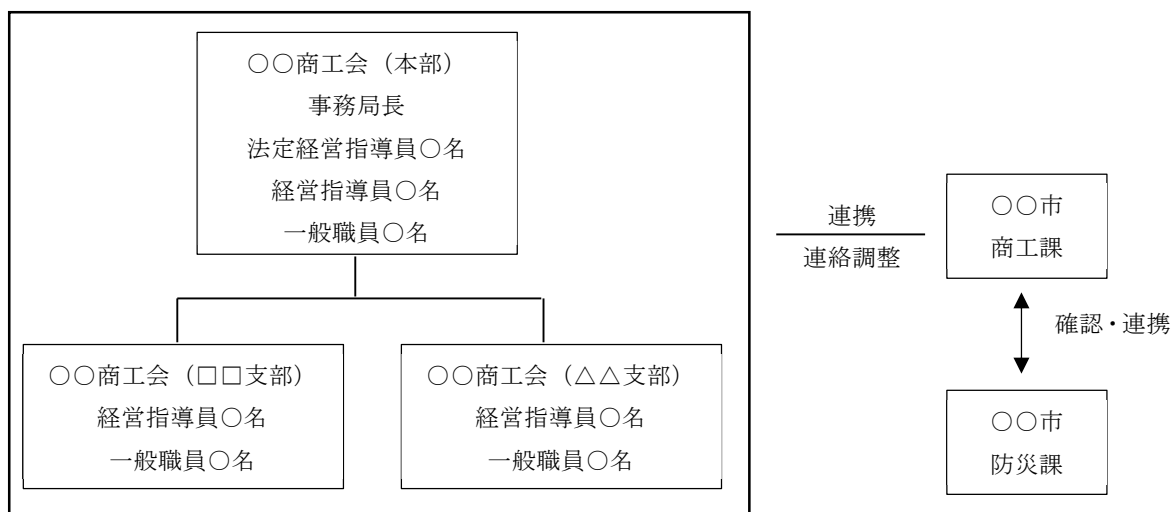 ○○商工会（本部）
事務局長
法定経営指導員○名
経営指導員○名
一般職員○名
○○商工会（□□支部）
経営指導員○名
一般職員○名
○○商工会（△△支部）
経営指導員○名
一般職員○名
連携
連絡調整
○○市
商工課
確認・連携
○○市
防災課